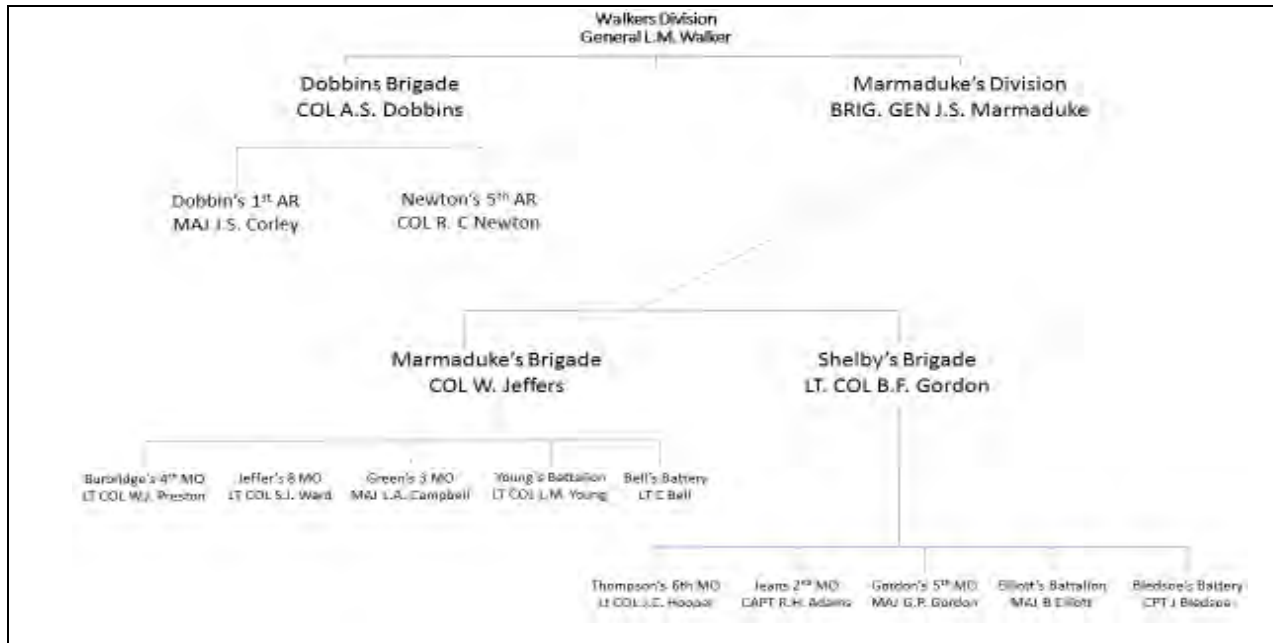 Walkers Division
General L.M. Walker
Dobbins Brigade
COL A.S. Dobbins
Marmaduke's Division
BRIG. GEN J.S. Marmaduke
Dobbin's 1st AR
MAJ J.S. Corley
Newton's 5th AR
COL R. C Newton
Marmaduke's Brigade
COL W. Jeffers
Shelby's Brigade
LT. COL B.F. Gordon
Burbridge's 4th MO
LT COL W.J. Preston
Jeffer's 8 MO
LT COL S.J. Ward
Green's 3 MO
MAJ L.A. Campbell
Young's Battalion
LT COL L.M. Young
Bell's Battery
LT C Bell
Thompson's 6th MO
Lt COL J.C. Hooper
Jeans 2nd MO
CAPT R.H. Adams
Gordon's 5th MO
MAJ G.P. Gordon
Elliott's Battalion
MAJ B Elliott
Bledsoe's Battery
CPT J Bledsoe